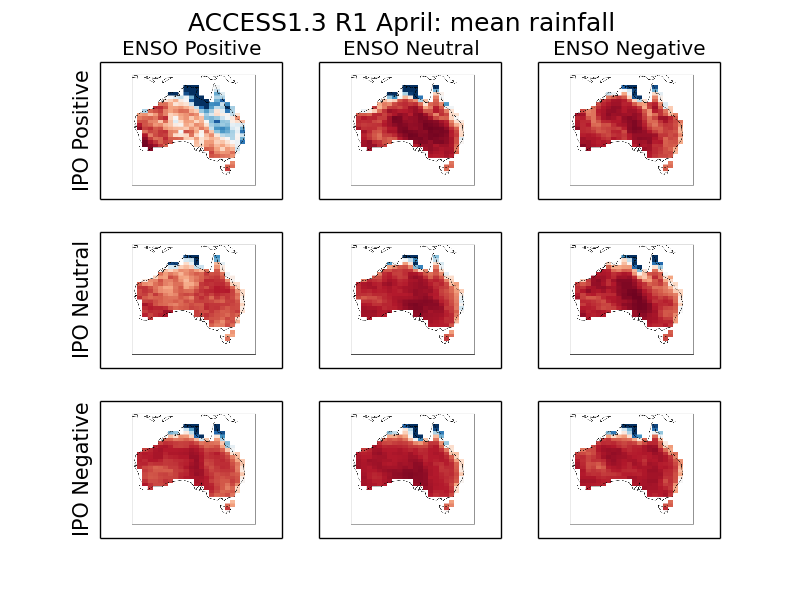 ACCESS1.3 R1 April: mean rainfall
ENSO Positive
ENSO Neutral
ENSO Negative
IPO Positive
IPO Neutral
IPO Negative